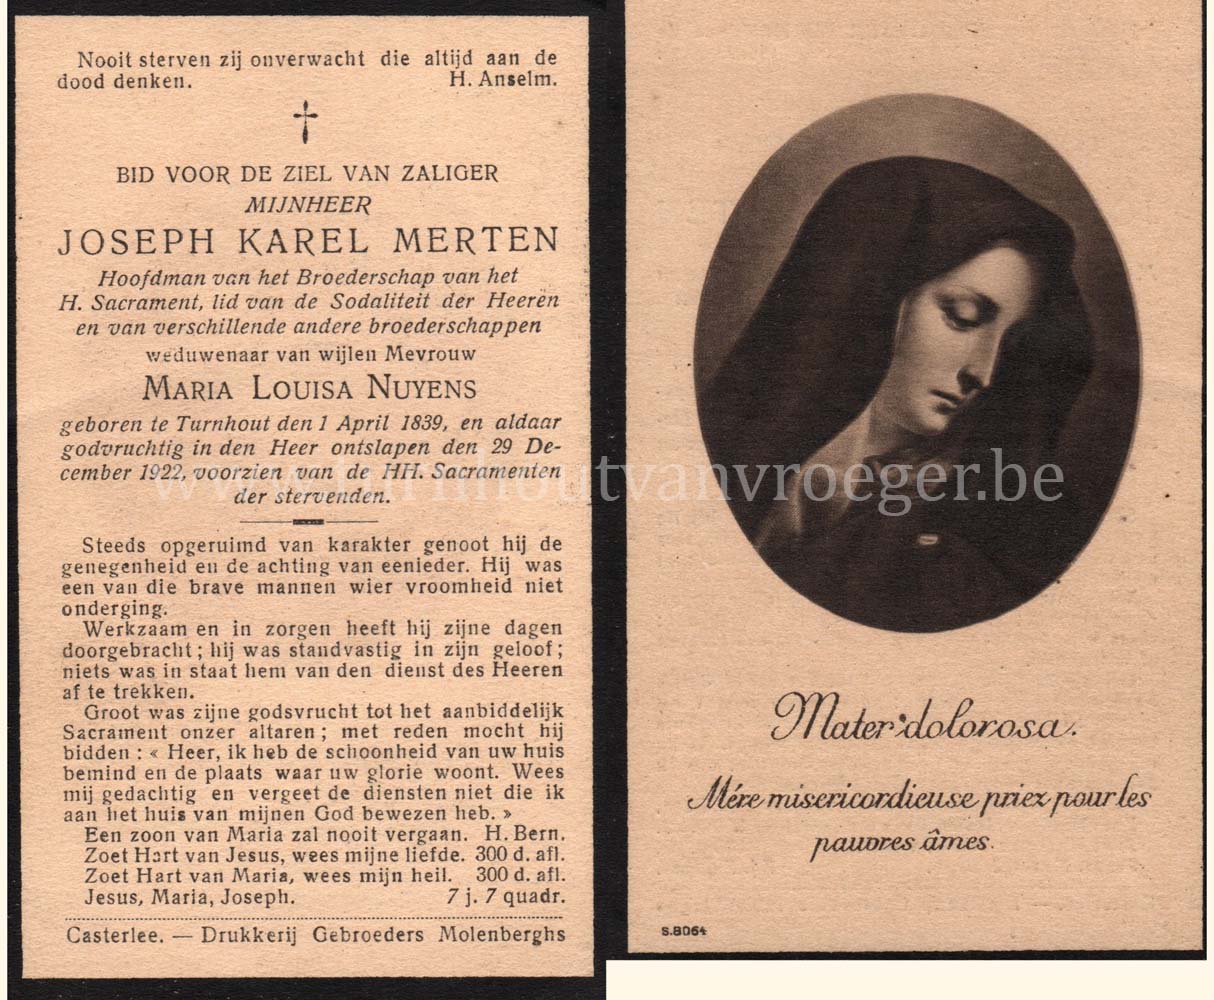 Nooit sterven zij onverwacht die altijd aan de
dood denken. H. Anselm.
BID VOOR DE ZIEL VAN ZALIGER
MIJNHEER
JOSEPH KAREL MERTEN
Hoofdman van het Broederschap van het
H. Sacrament, lid van de Sodaliteit der Heeren
en van verschillende andere broederschappen
weduwenaar van wijlen Mevrouw
MARIA LOUISA NUYENS
geboren te Turnhout den 1 April 1839, en aldaar
godvruchtig in den Heer ontslapen den 29 De-
cember 1922, voorzien van de HH. Sacramenten
der stervenden.
Steeds opgeruimd van karakter genoot hij de
genegenheid en de achting van eenieder. Hij was
een van die brave mannen wier vroomheid niet
onderging.
Werkzaam en in zorgen heeft hij zijne dagen
doorgebracht; hij was standvastig in zijn geloof;
niets was in staat hem van den dienst des Heeren
af te trekken.
Groot was zijne godsvrucht tot het aanbiddelijk
Sacrament onzer altaren; met reden mocht hij
bidden: « Heer, ik heb de schoonheid van uw huis
bemind en de plaats waar uw glorie woont. Wees
mij gedachtig en vergeet de diensten niet die ik
aan het huis van mijnen God bewezen heb. »
Een zoon van Maria zal nooit vergaan. H. Bern.
Zoet Hart van Jesus, wees mijne liefde. 300 d. afl.
Zoet Hart van Maria, wees mijn heil. 300 d. afl.
Jesus, Maria, Joseph. 7 j. 7 quadr.
Casterlee. — Drukkerij Gebroeders Molenberghs
Mater dolorosa.
Mére misericordieuse priez pour les
pauvres âmes.
S.8064
www.turnhoutvanvroeger.be